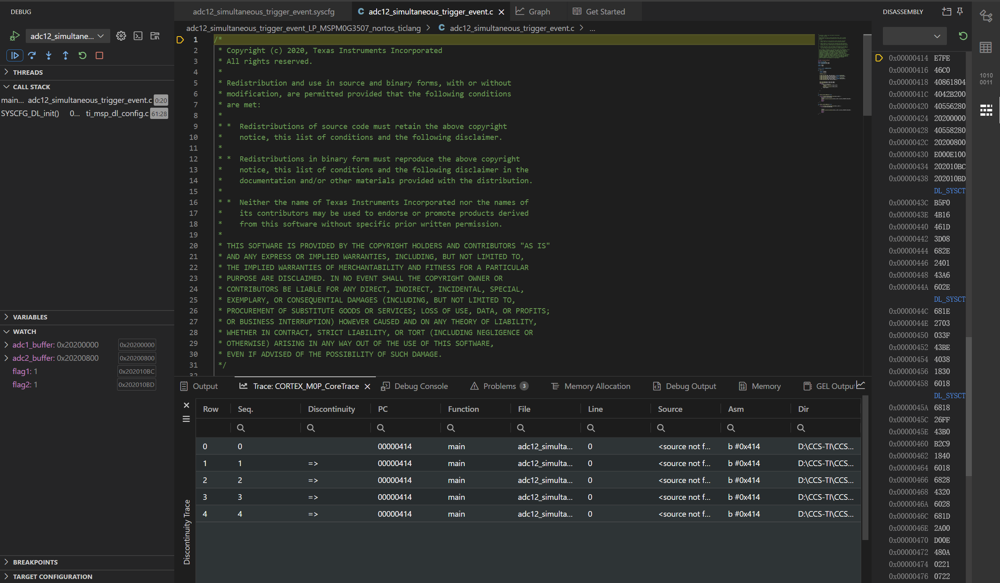 DEBUG
adc12_simultane...
THREADS
CALL STACK
main... adc12_simultaneous_trigger_event.c 0:20
SYSCFG_DL_init() 0... ti_msp_dl_config.c 61:28
VARIABLES
WATCH
adc1_buffer: 0x20200000 0x20200000
adc2_buffer: 0x20200800 0x20200800
flag1: 1 0x202010BC
flag2: 1 0x202010BD
BREAKPOINTS
TARGET CONFIGURATION
adc12_simultaneous_trigger_event.syscfg
C adc12_simultaneous_trigger_event.c
Graph
Get Started
adc12_simultaneous_trigger_event_LP_MSPM0G3507_nortos_ticlang > C adc12_simultaneous_trigger_event.c > ...
1 /*
2 * Copyright (c) 2020, Texas Instruments Incorporated
3 * All rights reserved.
4 *
5 * Redistribution and use in source and binary forms, with or without
6 * modification, are permitted provided that the following conditions
7 * are met:
8 *
9 * * Redistributions of source code must retain the above copyright
10 * notice, this list of conditions and the following disclaimer.
11 *
12 * * Redistributions in binary form must reproduce the above copyright
13 * notice, this list of conditions and the following disclaimer in the
14 * documentation and/or other materials provided with the distribution.
15 *
16 * * Neither the name of Texas Instruments Incorporated nor the names of
17 * its contributors may be used to endorse or promote products derived
18 * from this software without specific prior written permission.
19 *
20 * THIS SOFTWARE IS PROVIDED BY THE COPYRIGHT HOLDERS AND CONTRIBUTORS "AS IS"
21 * AND ANY EXPRESS OR IMPLIED WARRANTIES, INCLUDING, BUT NOT LIMITED TO,
22 * THE IMPLIED WARRANTIES OF MERCHANTABILITY AND FITNESS FOR A PARTICULAR
23 * PURPOSE ARE DISCLAIMED. IN NO EVENT SHALL THE COPYRIGHT OWNER OR
24 * CONTRIBUTORS BE LIABLE FOR ANY DIRECT, INDIRECT, INCIDENTAL, SPECIAL,
25 * EXEMPLARY, OR CONSEQUENTIAL DAMAGES (INCLUDING, BUT NOT LIMITED TO,
26 * PROCUREMENT OF SUBSTITUTE GOODS OR SERVICES; LOSS OF USE, DATA, OR PROFITS;
27 * OR BUSINESS INTERRUPTION) HOWEVER CAUSED AND ON ANY THEORY OF LIABILITY,
28 * WHETHER IN CONTRACT, STRICT LIABILITY, OR TORT (INCLUDING NEGLIGENCE OR
29 * OTHERWISE) ARISING IN ANY WAY OUT OF THE USE OF THIS SOFTWARE,
30 * EVEN IF ADVISED OF THE POSSIBILITY OF SUCH DAMAGE.
31 */
32
Output
Trace: CORTEX_M0P_CoreTrace
Debug Console
Problems 3
Memory Allocation
Debug Output
Memory
GEL Output
Discontinuity Trace
Row Seq. Discontinuity PC Function File Line Source Asm Dir
0 0 00000414 main adc12_simulta... 0 <source not f... b #0x414 D:\CCS-TI\CCS...
1 1 => 00000414 main adc12_simulta... 0 <source not f... b #0x414 D:\CCS-TI\CCS...
2 2 => 00000414 main adc12_simulta... 0 <source not f... b #0x414 D:\CCS-TI\CCS...
3 3 => 00000414 main adc12_simulta... 0 <source not f... b #0x414 D:\CCS-TI\CCS...
4 4 => 00000414 main adc12_simulta... 0 <source not f... b #0x414 D:\CCS-TI\CCS...
DISASSEMBLY
0x00000414 E7FE
0x00000416 46C0
0x00000418 40861804
0x0000041C 4042B200
0x00000420 40556280
0x00000424 20200000
0x00000428 40558280
0x0000042C 20200800
0x00000430 E000E100
0x00000434 202010BC
0x00000438 202010BD
DL_SYSCT
0x0000043C B5F0
0x0000043E 4B16
0x00000440 461D
0x00000442 3D08
0x00000444 682E
0x00000446 2401
0x00000448 43A6
0x0000044A 602E
DL_SYSCT
0x0000044C 681E
0x0000044E 2703
0x00000450 033F
0x00000452 43BE
0x00000454 4038
0x00000456 1830
0x00000458 6018
DL_SYSCT
0x0000045A 6818
0x0000045C 26FF
0x0000045E 43B0
0x00000460 B2C9
0x00000462 1840
0x00000464 6018
0x00000466 6828
0x00000468 4320
0x0000046A 6028
0x0000046C 681D
0x0000046E 2A00
0x00000470 D00E
0x00000472 480A
0x00000474 0221
0x00000476 0722
1010
0011